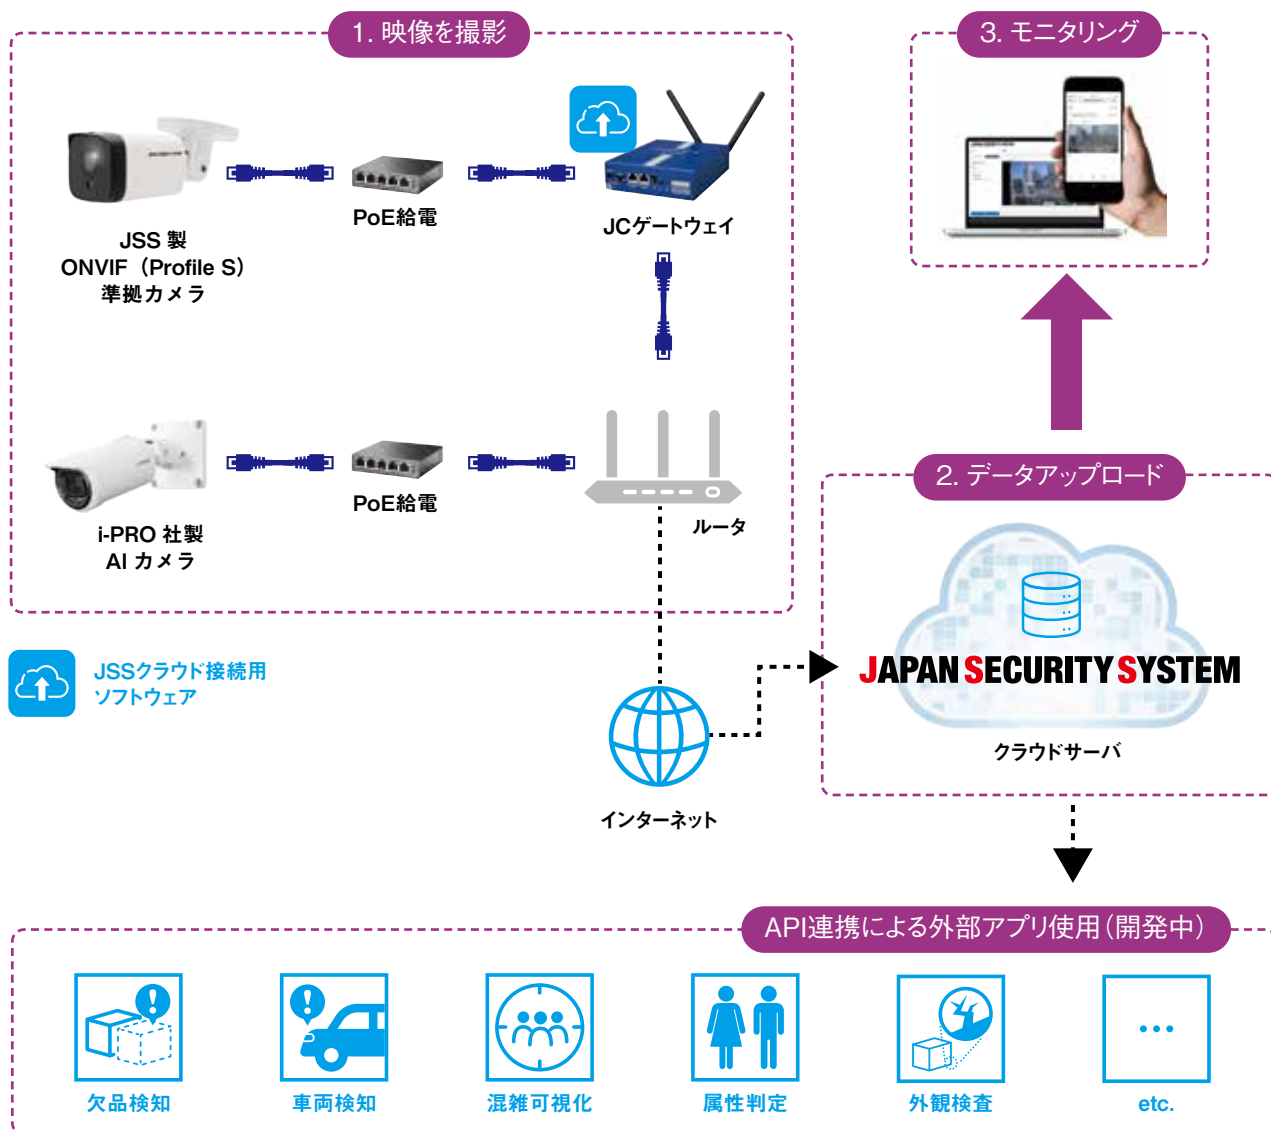 1. 映像を撮影
3. モニタリング
PoE給電
JCゲートウェイ
JSS 製
ONVIF（Profile S）
準拠カメラ
2. データアップロード
PoE給電
ルータ
i-PRO 社製
AI カメラ
JSSクラウド接続用
ソフトウェア
JAPAN SECURITY SYSTEM
クラウドサーバ
インターネット
API連携による外部アプリ使用（開発中）
欠品検知
車両検知
混雑可視化
属性判定
外観検査
etc.